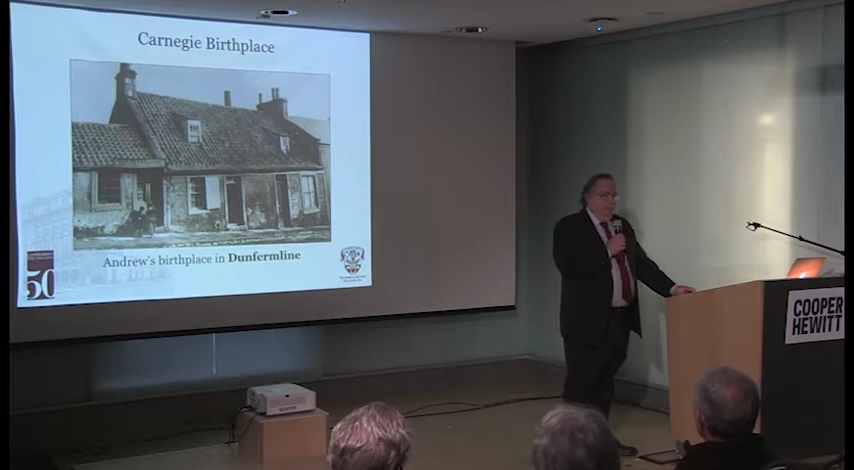 Carnegie Birthplace
Andrew's birthplace in Dunfermline
50
COOPER
HEWITT